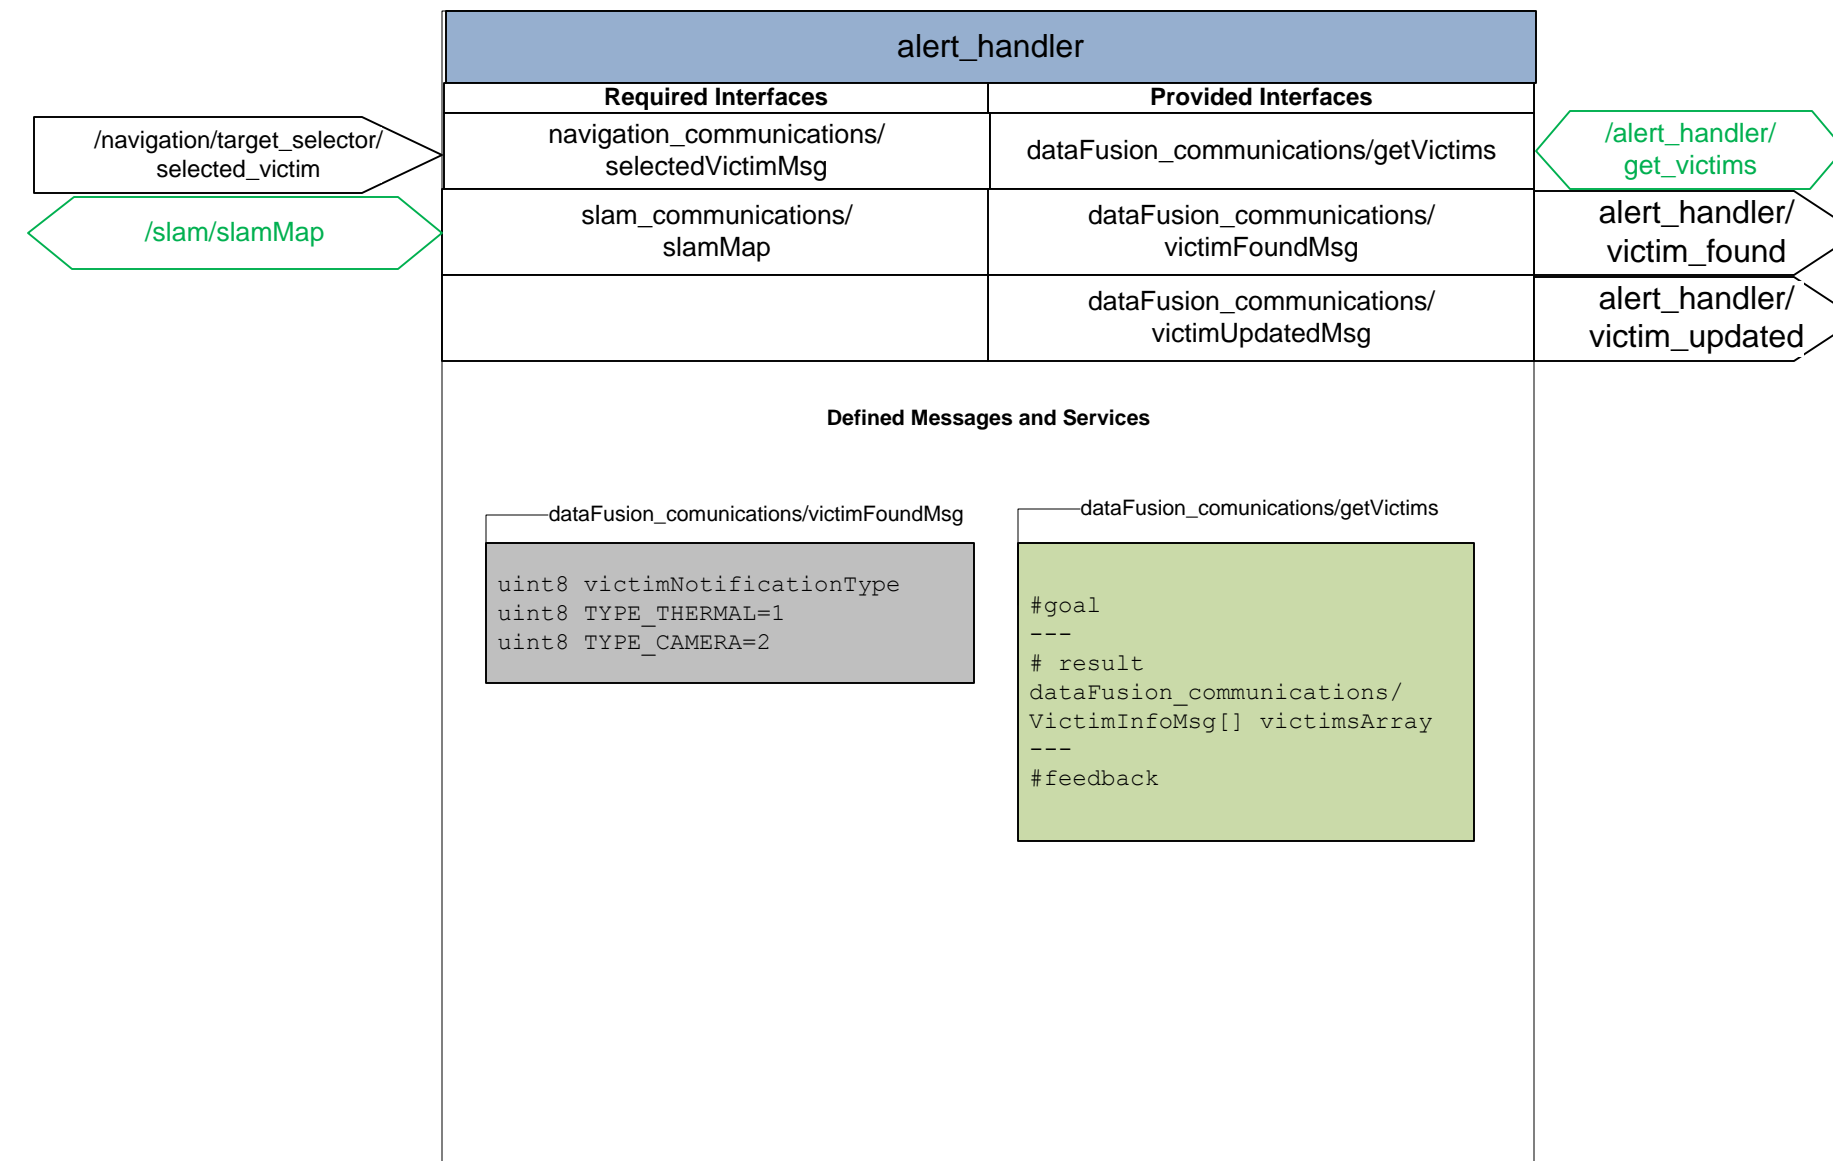 alert_handler
Required Interfaces
Provided Interfaces
/navigation/target_selector/
selected_victim
navigation_communications/
selectedVictimMsg
dataFusion_communications/getVictims
/alert_handler/
get_victims
/slam/slamMap
slam_communications/
slamMap
dataFusion_communications/
victimFoundMsg
alert_handler/
victim_found
dataFusion_communications/
victimUpdatedMsg
alert_handler/
victim_updated
Defined Messages and Services
dataFusion_comunications/victimFoundMsg
uint8 victimNotificationType
uint8 TYPE_THERMAL=1
uint8 TYPE_CAMERA=2
dataFusion_comunications/getVictims
#goal
---
# result
dataFusion_communications/
VictimInfoMsg[] victimsArray
---
#feedback